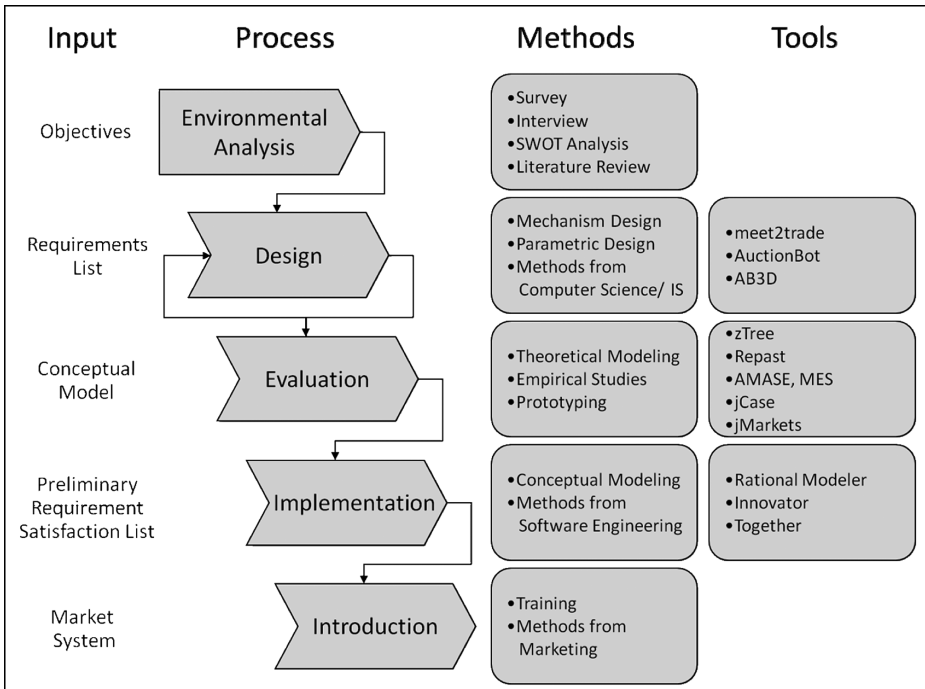 Input Process Methods Tools
Objectives
Environmental
Analysis
•Survey
•Interview
•SWOT Analysis
•Literature Review
Requirements
List
Design
•Mechanism Design
•Parametric Design
•Methods from
Computer Science/ IS
•meet2trade
•AuctionBot
•AB3D
Conceptual
Model
Evaluation
•Theoretical Modeling
•Empirical Studies
•Prototyping
•zTree
•Repast
•AMASE, MES
•jCase
•jMarkets
Preliminary
Requirement
Satisfaction List
Implementation
•Conceptual Modeling
•Methods from
Software Engineering
•Rational Modeler
•Innovator
•Together
Market
System
Introduction
•Training
•Methods from
Marketing